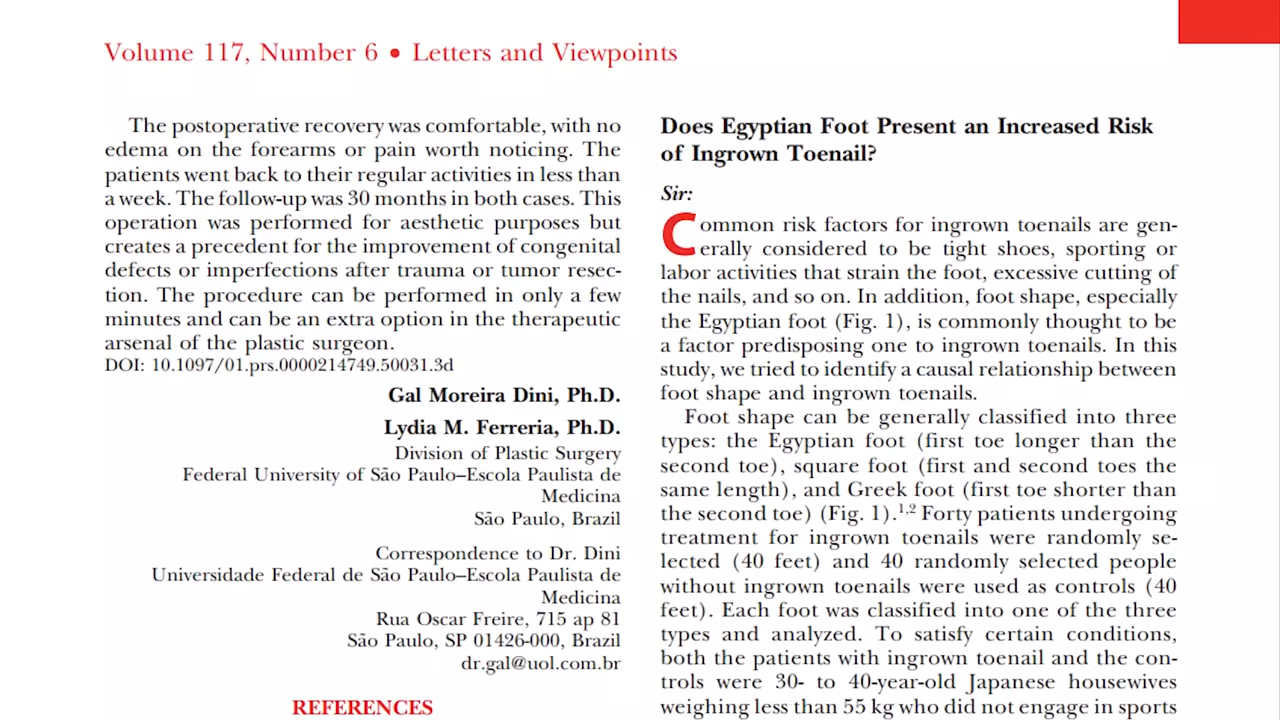 Volume 117, Number 6 • Letters and Viewpoints
The postoperative recovery was comfortable, with no
edema on the forearms or pain worth noticing. The
patients went back to their regular activities in less than
a week. The follow-up was 30 months in both cases. This
operation was performed for aesthetic purposes but
creates a precedent for the improvement of congenital
defects or imperfections after trauma or tumor resec-
tion. The procedure can be performed in only a few
minutes and can be an extra option in the therapeutic
arsenal of the plastic surgeon.
DOI: 10.1097/01.prs.0000214749.50031.3d
Gal Moreira Dini, Ph.D.
Lydia M. Ferreria, Ph.D.
Division of Plastic Surgery
Federal University of São Paulo–Escola Paulista de
Medicina
São Paulo, Brazil
Correspondence to Dr. Dini
Universidade Federal de São Paulo–Escola Paulista de
Medicina
Rua Oscar Freire, 715 ap 81
São Paulo, SP 01426-000, Brazil
dr.gal@uol.com.br
REFERENCES
Does Egyptian Foot Present an Increased Risk
of Ingrown Toenail?
Sir:
Common risk factors for ingrown toenails are gen-
erally considered to be tight shoes, sporting or
labor activities that strain the foot, excessive cutting of
the nails, and so on. In addition, foot shape, especially
the Egyptian foot (Fig. 1), is commonly thought to be
a factor predisposing one to ingrown toenails. In this
study, we tried to identify a causal relationship between
foot shape and ingrown toenails.
Foot shape can be generally classified into three
types: the Egyptian foot (first toe longer than the
second toe), square foot (first and second toes the
same length), and Greek foot (first toe shorter than
the second toe) (Fig. 1).1,2 Forty patients undergoing
treatment for ingrown toenails were randomly se-
lected (40 feet) and 40 randomly selected people
without ingrown toenails were used as controls (40
feet). Each foot was classified into one of the three
types and analyzed. To satisfy certain conditions,
both the patients with ingrown toenail and the con-
trols were 30- to 40-year-old Japanese housewives
weighing less than 55 kg who did not engage in sports